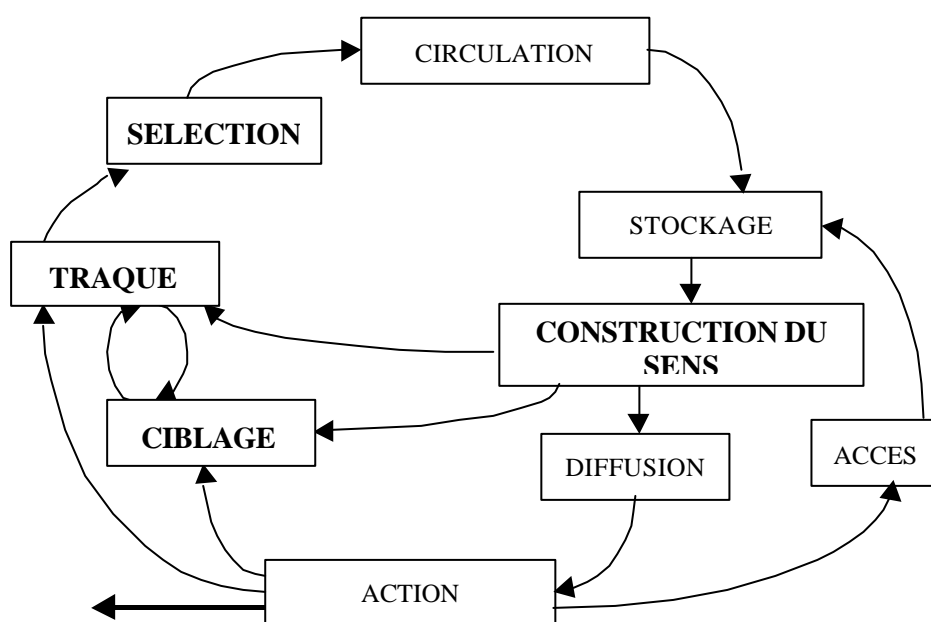 CIRCULATION
SELECTION
STOCKAGE
TRAQUE
CONSTRUCTION DU
SENS
CIBLAGE
DIFFUSION
ACCES
ACTION